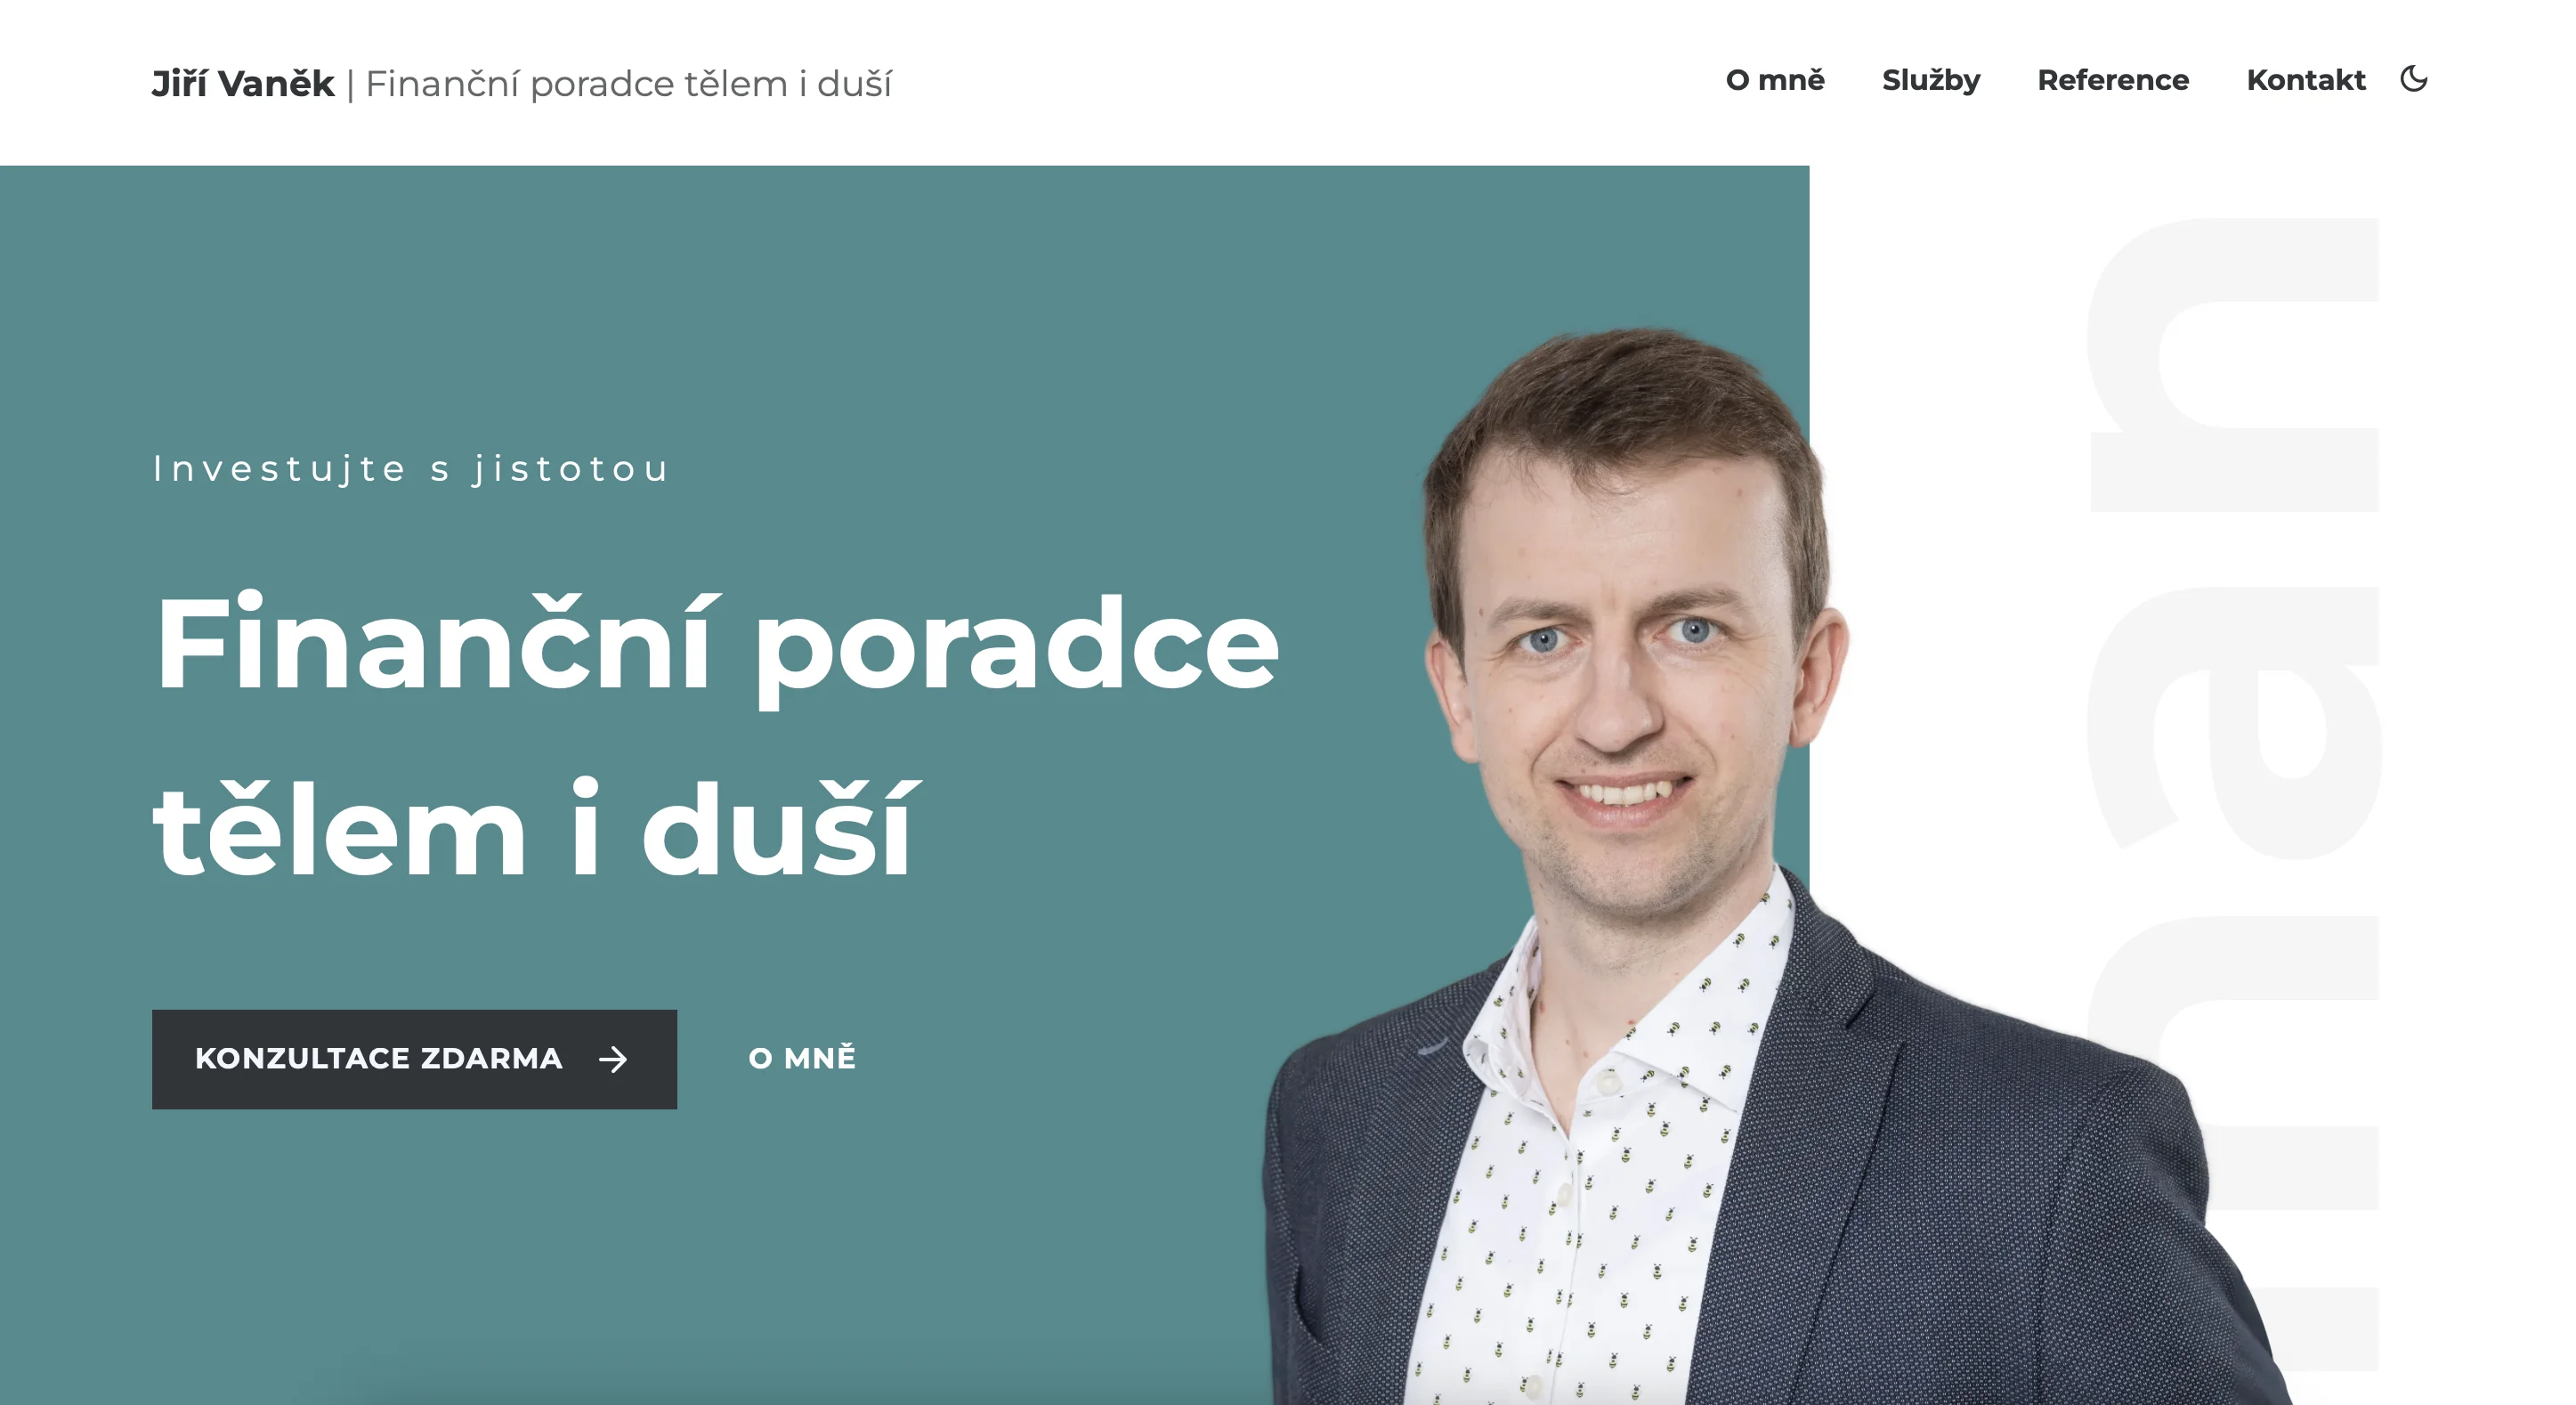 Jiří Vaněk | Finanční poradce tělem i duší
O mně Služby Reference Kontakt
Investujte s jistotou
Finanční poradce
tělem i duší
KONZULTACE ZDARMA → O MNĚ